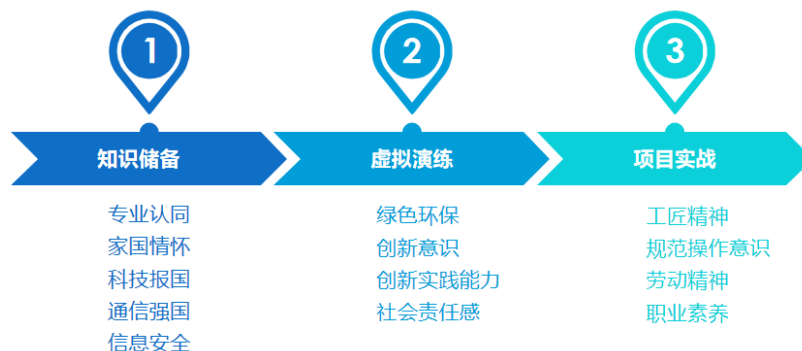 1
2
3
知识储备
虚拟演练
项目实战
专业认同
家国情怀
科技报国
通信强国
信息安全
绿色环保
创新意识
创新实践能力
社会责任感
工匠精神
规范操作意识
劳动精神
职业素养